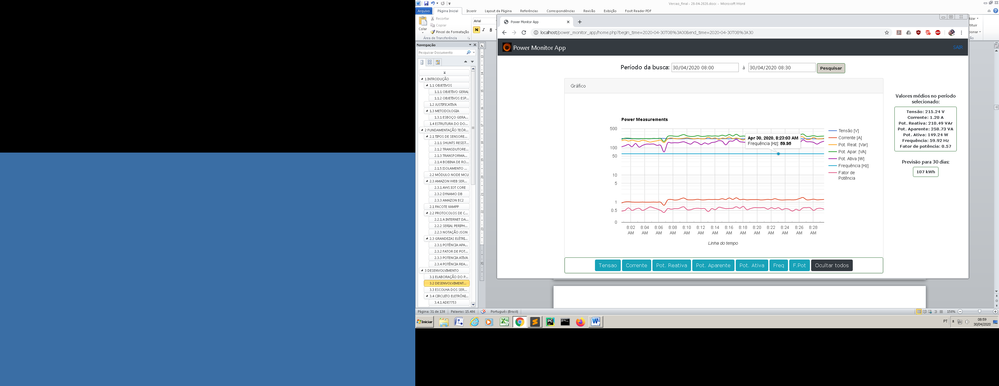 Versao_final - 28-04-2020.docx - Microsoft Word
Arquivo Página Inicial Inserir Layout da Página Referências Correspondências Revisão Exibição Foxit Reader PDF
Colar
Recortar
Copiar
Pincel de Formatação
Área de Transferência
Arial
N I S
Navegação
Pesquisar Documento
1 INTRODUÇÃO
1.1 OBJETIVOS
1.1.1 OBJETIVO GERAL
1.1.2 OBJETIVOS ESP...
1.2 JUSTIFICATIVA
1.3 METODOLOGIA
1.3.1 ESBOÇO GERA...
1.4 ESTRUTURA DO DO...
2 FUNDAMENTAÇÃO TEÓR...
2.1 TIPOS DE SENSORE...
2.1.1 SHUNTS RESIST...
2.1.2 TRANSDUTORE...
2.1.3 TRANSFORMA...
2.1.4 BOBINA DE RO...
2.1.5 ISOLAMENTO ...
2.2 MÓDULO NODE MCU
2.3 AMAZON WEB SER...
2.3.1 AWS IOT CORE
2.3.2 DYNAMO DB
2.3.3 AMAZON EC2
2.1 PACOTE XAMPP
2.2 PROTOCOLOS DE C...
2.2.1 A INTERNET DA...
2.2.2 SERIAL PERIPH...
2.2.3 NOTAÇÃO JSON
2.3 GRANDEZAS ELÉTRI...
2.3.1 POTÊNCIA APA...
2.3.2 FATOR DE POT...
2.3.3 POTENCIA ATIVA
2.3.4 POTÊNCIA REA...
3 DESENVOLVIMENTO
3.1 ELABORAÇÃO DO P...
3.2 DESENVOLVIMENT...
3.3 ESCOLHA DOS SER...
3.4 CIRCUITO ELETRÔNI...
3.4.1 ADE7753
13
14
15
16
17
18
19
20
21
22
23
25
Power Monitor App
localhost/power_monitor_app/home.php?begin_time=2020-04-30T08%3A00&end_time=2020-04-30T08%3A30
ABP
lizar
tituir
cionar
Power Monitor App
SAIR
Período da busca: 30/04/2020 08:00 à 30/04/2020 08:30 Pesquisar
Gráfico
Power Measurements
500
100
50
10
5
1
0.5
0
Apr 30, 2020, 8:23:03 AM
Frequência [Hz]: 59.95
Tensão [V]
Corrente [A]
Pot. Reat. [Var]
Pot. Apar. [VA]
Pot. Ativa [W]
Frequência [Hz]
Fator de
Potência
8:02 8:04 8:06 8:08 8:10 8:12 8:14 8:16 8:18 8:20 8:22 8:24 8:26 8:28
AM AM AM AM AM AM AM AM AM AM AM AM AM AM
Linha do tempo
Tensao Corrente Pot. Reativa Pot. Aparente Pot. Ativa Freq F.Pot Ocultar todos
Valores médios no período
selecionado:
Tensão: 215.24 V
Corrente: 1.20 A
Pot. Reativa: 210.49 VAr
Pot. Aparente: 258.73 VA
Pot. Ativa: 149.24 W
Frequência: 59.92 Hz
Fator de potência: 0.57
Previsão para 30 dias:
107 kWh
Página: 31 de 138 Palavras: 15.486 Português (Brasil) 150%
Iniciar
PC
PT
08:59
30/04/2020